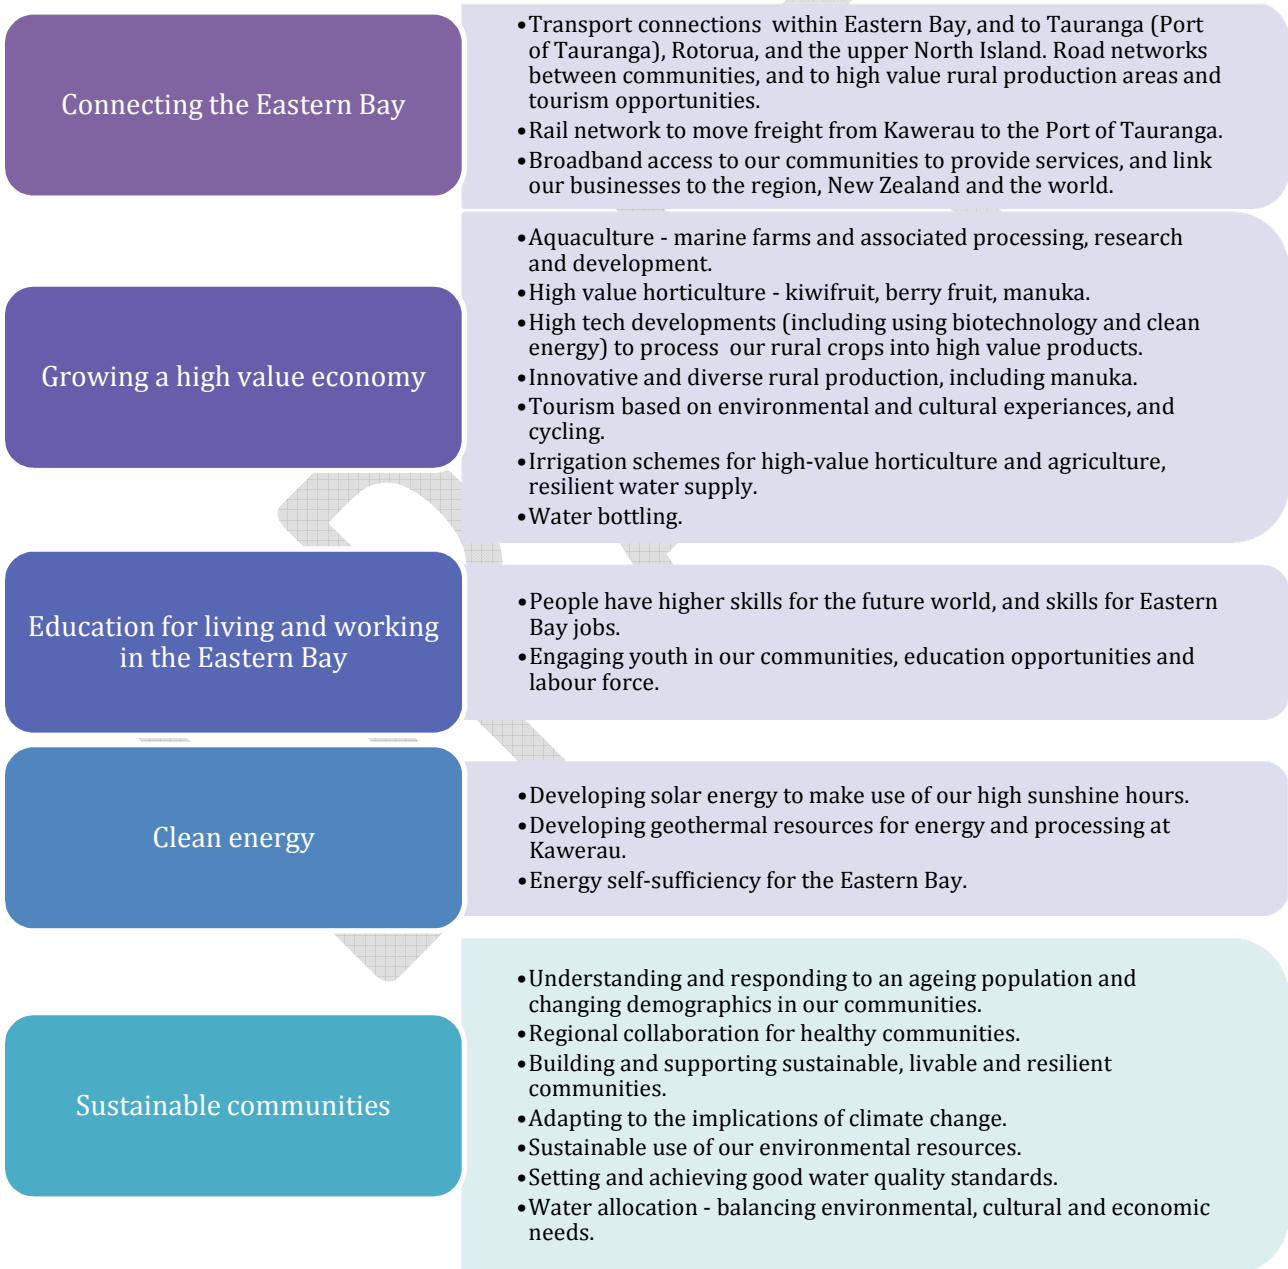 Connecting the Eastern Bay
•Transport connections  within Eastern Bay, and to Tauranga (Port
of Tauranga), Rotorua, and the upper North Island. Road networks
between communities, and to high value rural production areas and
tourism opportunities.
•Rail network to move freight from Kawerau to the Port of Tauranga.
•Broadband access to our communities to provide services, and link
our businesses to the region, New Zealand and the world.
Growing a high value economy
•Aquaculture - marine farms and associated processing, research
and development.
•High value horticulture - kiwifruit, berry fruit, manuka.
•High tech developments (including using biotechnology and clean
energy) to process  our rural crops into high value products.
•Innovative and diverse rural production, including manuka.
•Tourism based on environmental and cultural experiances, and
cycling.
•Irrigation schemes for high-value horticulture and agriculture,
resilient water supply.
•Water bottling.
Education for living and working
in the Eastern Bay
•People have higher skills for the future world, and skills for Eastern
Bay jobs.
•Engaging youth in our communities, education opportunities and
labour force.
Clean energy
•Developing solar energy to make use of our high sunshine hours.
•Developing geothermal resources for energy and processing at
Kawerau.
•Energy self-sufficiency for the Eastern Bay.
Sustainable communities
•Understanding and responding to an ageing population and
changing demographics in our communities.
•Regional collaboration for healthy communities.
•Building and supporting sustainable, livable and resilient
communities.
•Adapting to the implications of climate change.
•Sustainable use of our environmental resources.
•Setting and achieving good water quality standards.
•Water allocation - balancing environmental, cultural and economic
needs.